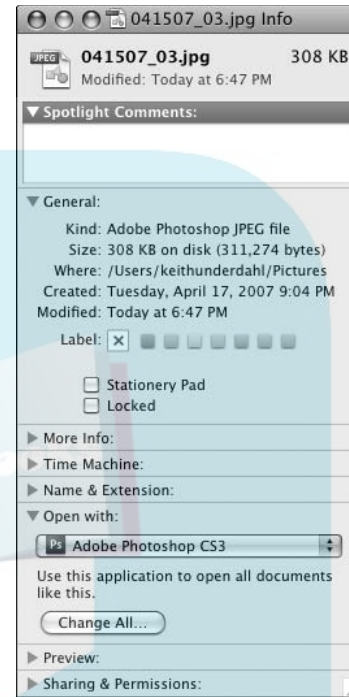 041507_03.jpg Info
JPEG
041507_03.jpg 308 KB
Modified: Today at 6:47 PM
Spotlight Comments:
General:
Kind: Adobe Photoshop JPEG file
Size: 308 KB on disk (311,274 bytes)
Where: /Users/keithunderdahl/Pictures
Created: Tuesday, April 17, 2007 9:04 PM
Modified: Today at 6:47 PM
Label:
Stationery Pad
Locked
More Info:
Time Machine:
Name & Extension:
Open with:
Ps Adobe Photoshop CS3
Use this application to open all documents
like this.
Change All...
Preview:
Sharing & Permissions: